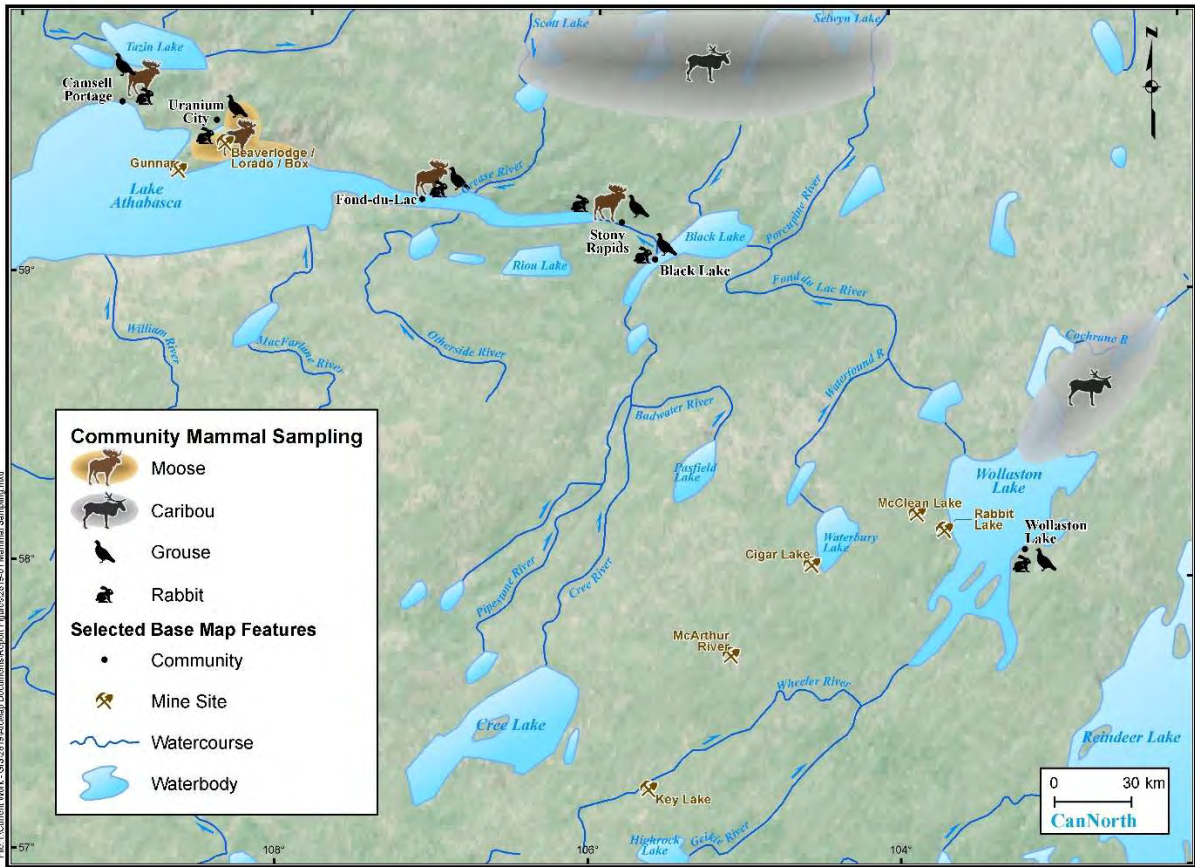 Scott Lake
Selwyn Lake
Tazin Lake
Camsell
Portage
Uranium
City
Beaverlodge /
Lorado / Box
Gunnar
Lake
Athabasca
Fond-du-Lac
Stony
Rapids
Black Lake
Black Lake
Porcupine River
Riou Lake
59°
Fond du Lac River
William River
MacFarlane River
Otherside River
Waterfound R
Cochrane R
Badwater River
Pasfield
Lake
Wollaston
Lake
McClean Lake
Rabbit
Lake
Wollaston
Lake
Waterbury
Lake
Cigar Lake
58°
Pipestone River
Cree River
McArthur
River
Wheeler River
Cree Lake
Reindeer Lake
Key Lake
Highrock
Lake
Geikie River
57°
108°
106°
104°
Community Mammal Sampling
Moose
Caribou
Grouse
Rabbit
Selected Base Map Features
Community
Mine Site
Watercourse
Waterbody
0 30 km
CanNorth